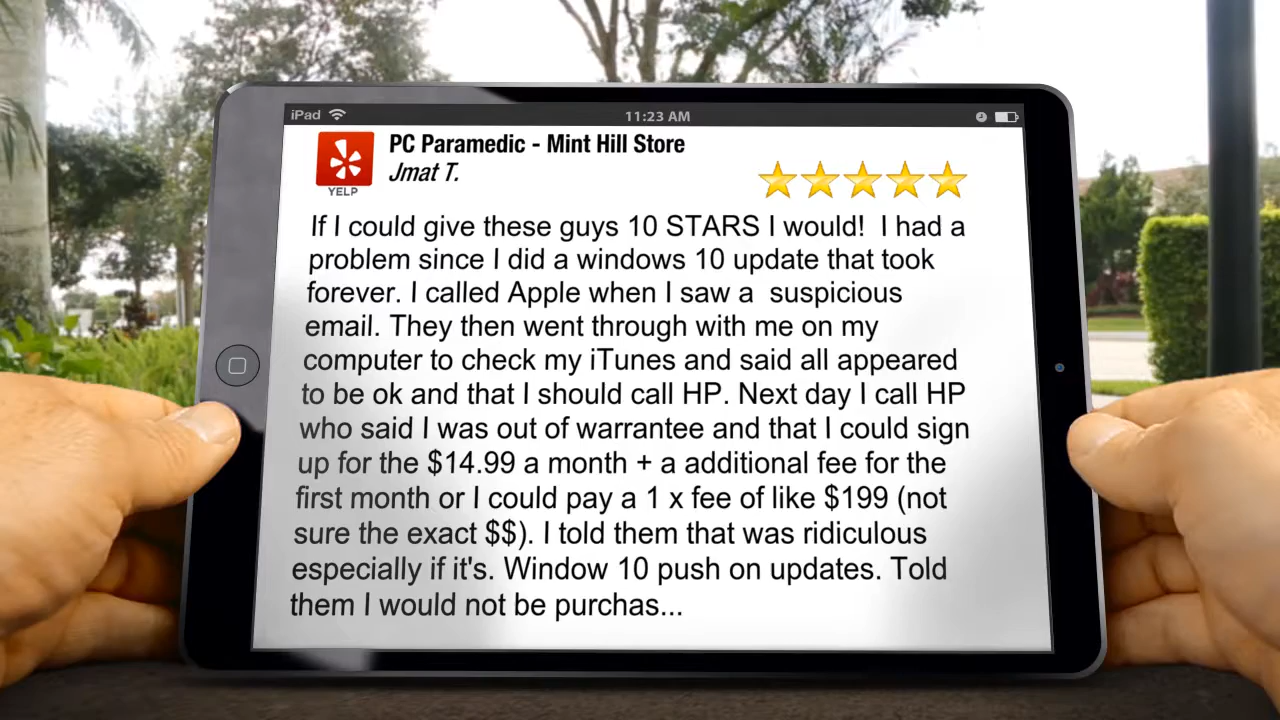 iPad
11:23 AM
PC Paramedic - Mint Hill Store
Jmat T.
YELP
If I could give these guys 10 STARS I would!  I had a
problem since I did a windows 10 update that took
forever. I called Apple when I saw a  suspicious
email. They then went through with me on my
computer to check my iTunes and said all appeared
to be ok and that I should call HP. Next day I call HP
who said I was out of warrantee and that I could sign
up for the $14.99 a month + a additional fee for the
first month or I could pay a 1 x fee of like $199 (not
sure the exact $$). I told them that was ridiculous
especially if it's. Window 10 push on updates. Told
them I would not be purchas...